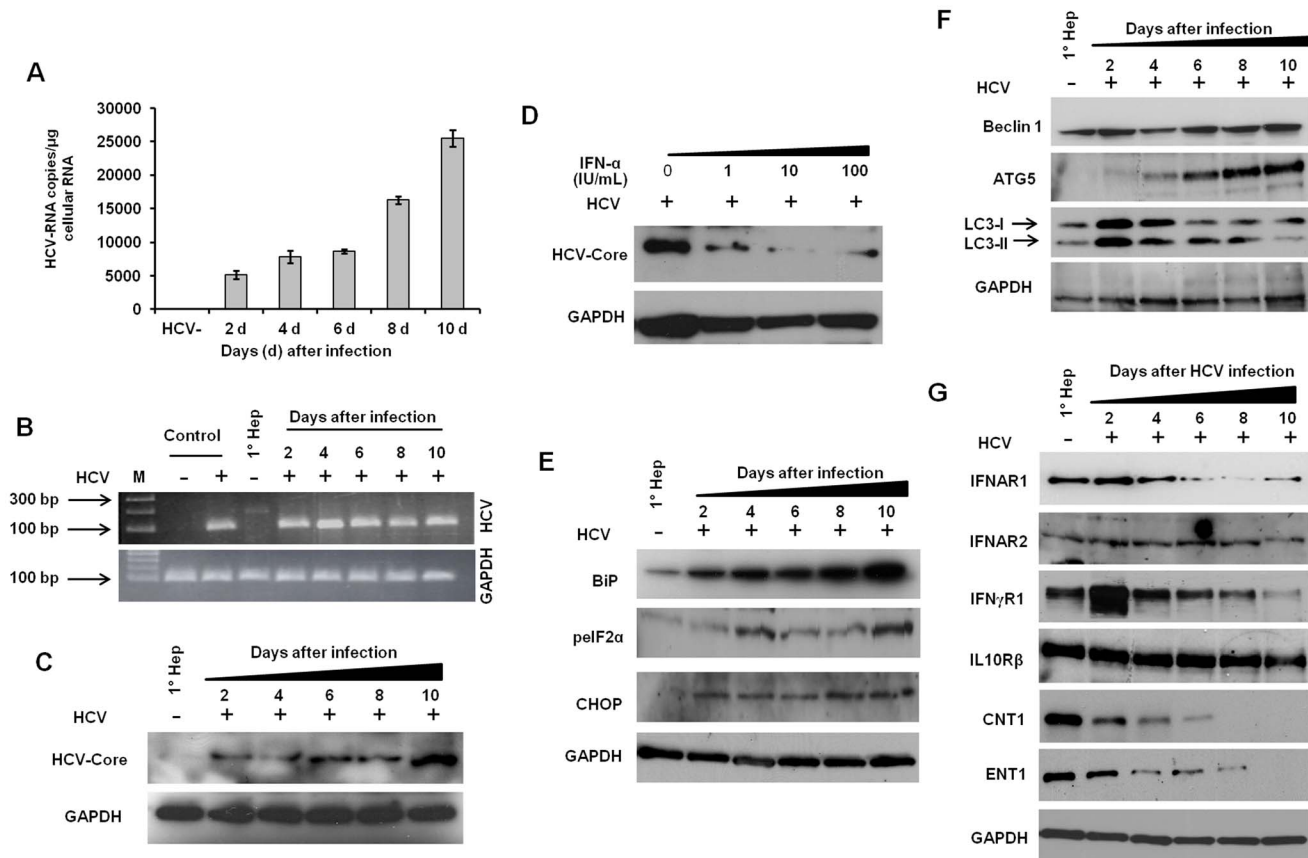 A
HCV-RNA copies/µg
cellular RNA
30000
25000
20000
15000
10000
5000
0
HCV- 2 d 4 d 6 d 8 d 10 d
Days (d) after infection
B
Control
1° Hep
Days after infection
2 4 6 8 10
HCV M – + – + + + + +
300 bp
100 bp
HCV
100 bp
GAPDH
C
1° Hep
Days after infection
2 4 6 8 10
HCV – + + + + +
HCV-Core
GAPDH
D
IFN-α
(IU/mL)
0 1 10 100
HCV + + + +
HCV-Core
GAPDH
E
1° Hep
Days after infection
2 4 6 8 10
HCV – + + + + +
BiP
peIF2α
CHOP
GAPDH
F
1° Hep
Days after infection
2 4 6 8 10
HCV – + + + + +
Beclin 1
ATG5
LC3-I
LC3-II
GAPDH
G
1° Hep
Days after HCV infection
2 4 6 8 10
HCV – + + + + +
IFNAR1
IFNAR2
IFNγR1
IL10Rβ
CNT1
ENT1
GAPDH